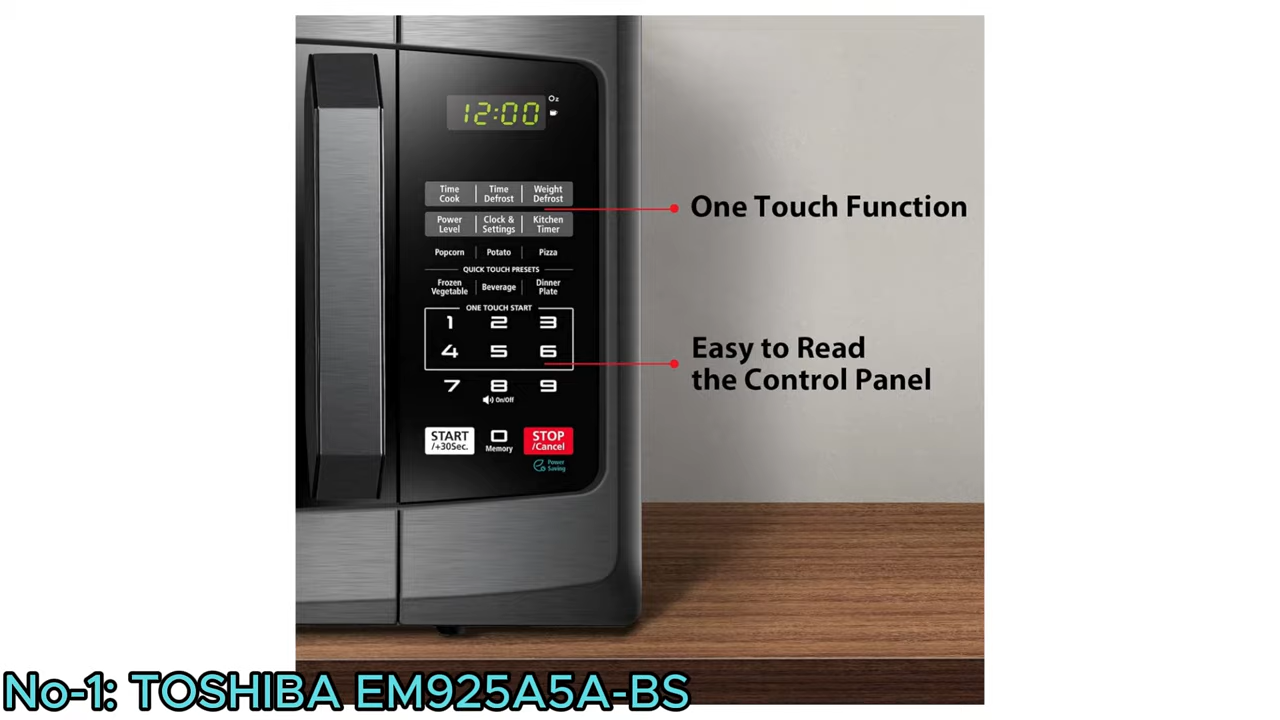 12:00
Oz
Time Cook
Time Defrost
Weight Defrost
Power Level
Clock & Settings
Kitchen Timer
Popcorn
Potato
Pizza
QUICK TOUCH PRESETS
Frozen Vegetable
Beverage
Dinner Plate
ONE TOUCH START
1 2 3
4 5 6
7 8 9
On/Off
START /+30Sec.
Memory
STOP /Cancel
Power Saving
One Touch Function
Easy to Read
the Control Panel
No-1: TOSHIBA EM925A5A-BS